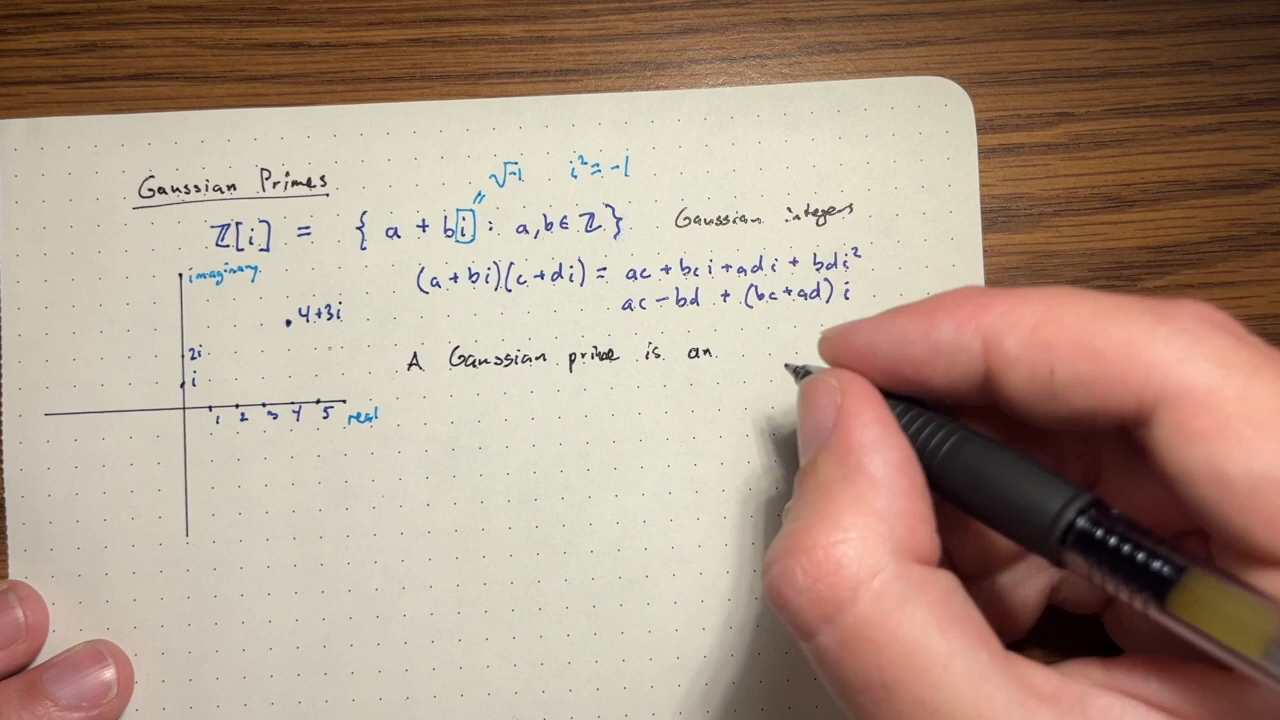 Gaussian Primes
√-1 i² = -1
ℤ[i] = { a + bi : a, b ∈ ℤ } Gaussian integers
(a + bi)(c + di) = ac + bci + adi + bdi²
ac - bd + (bc + ad) i
imaginary
4+3i
2i
i
1 2 3 4 5 real
A Gaussian prime is an